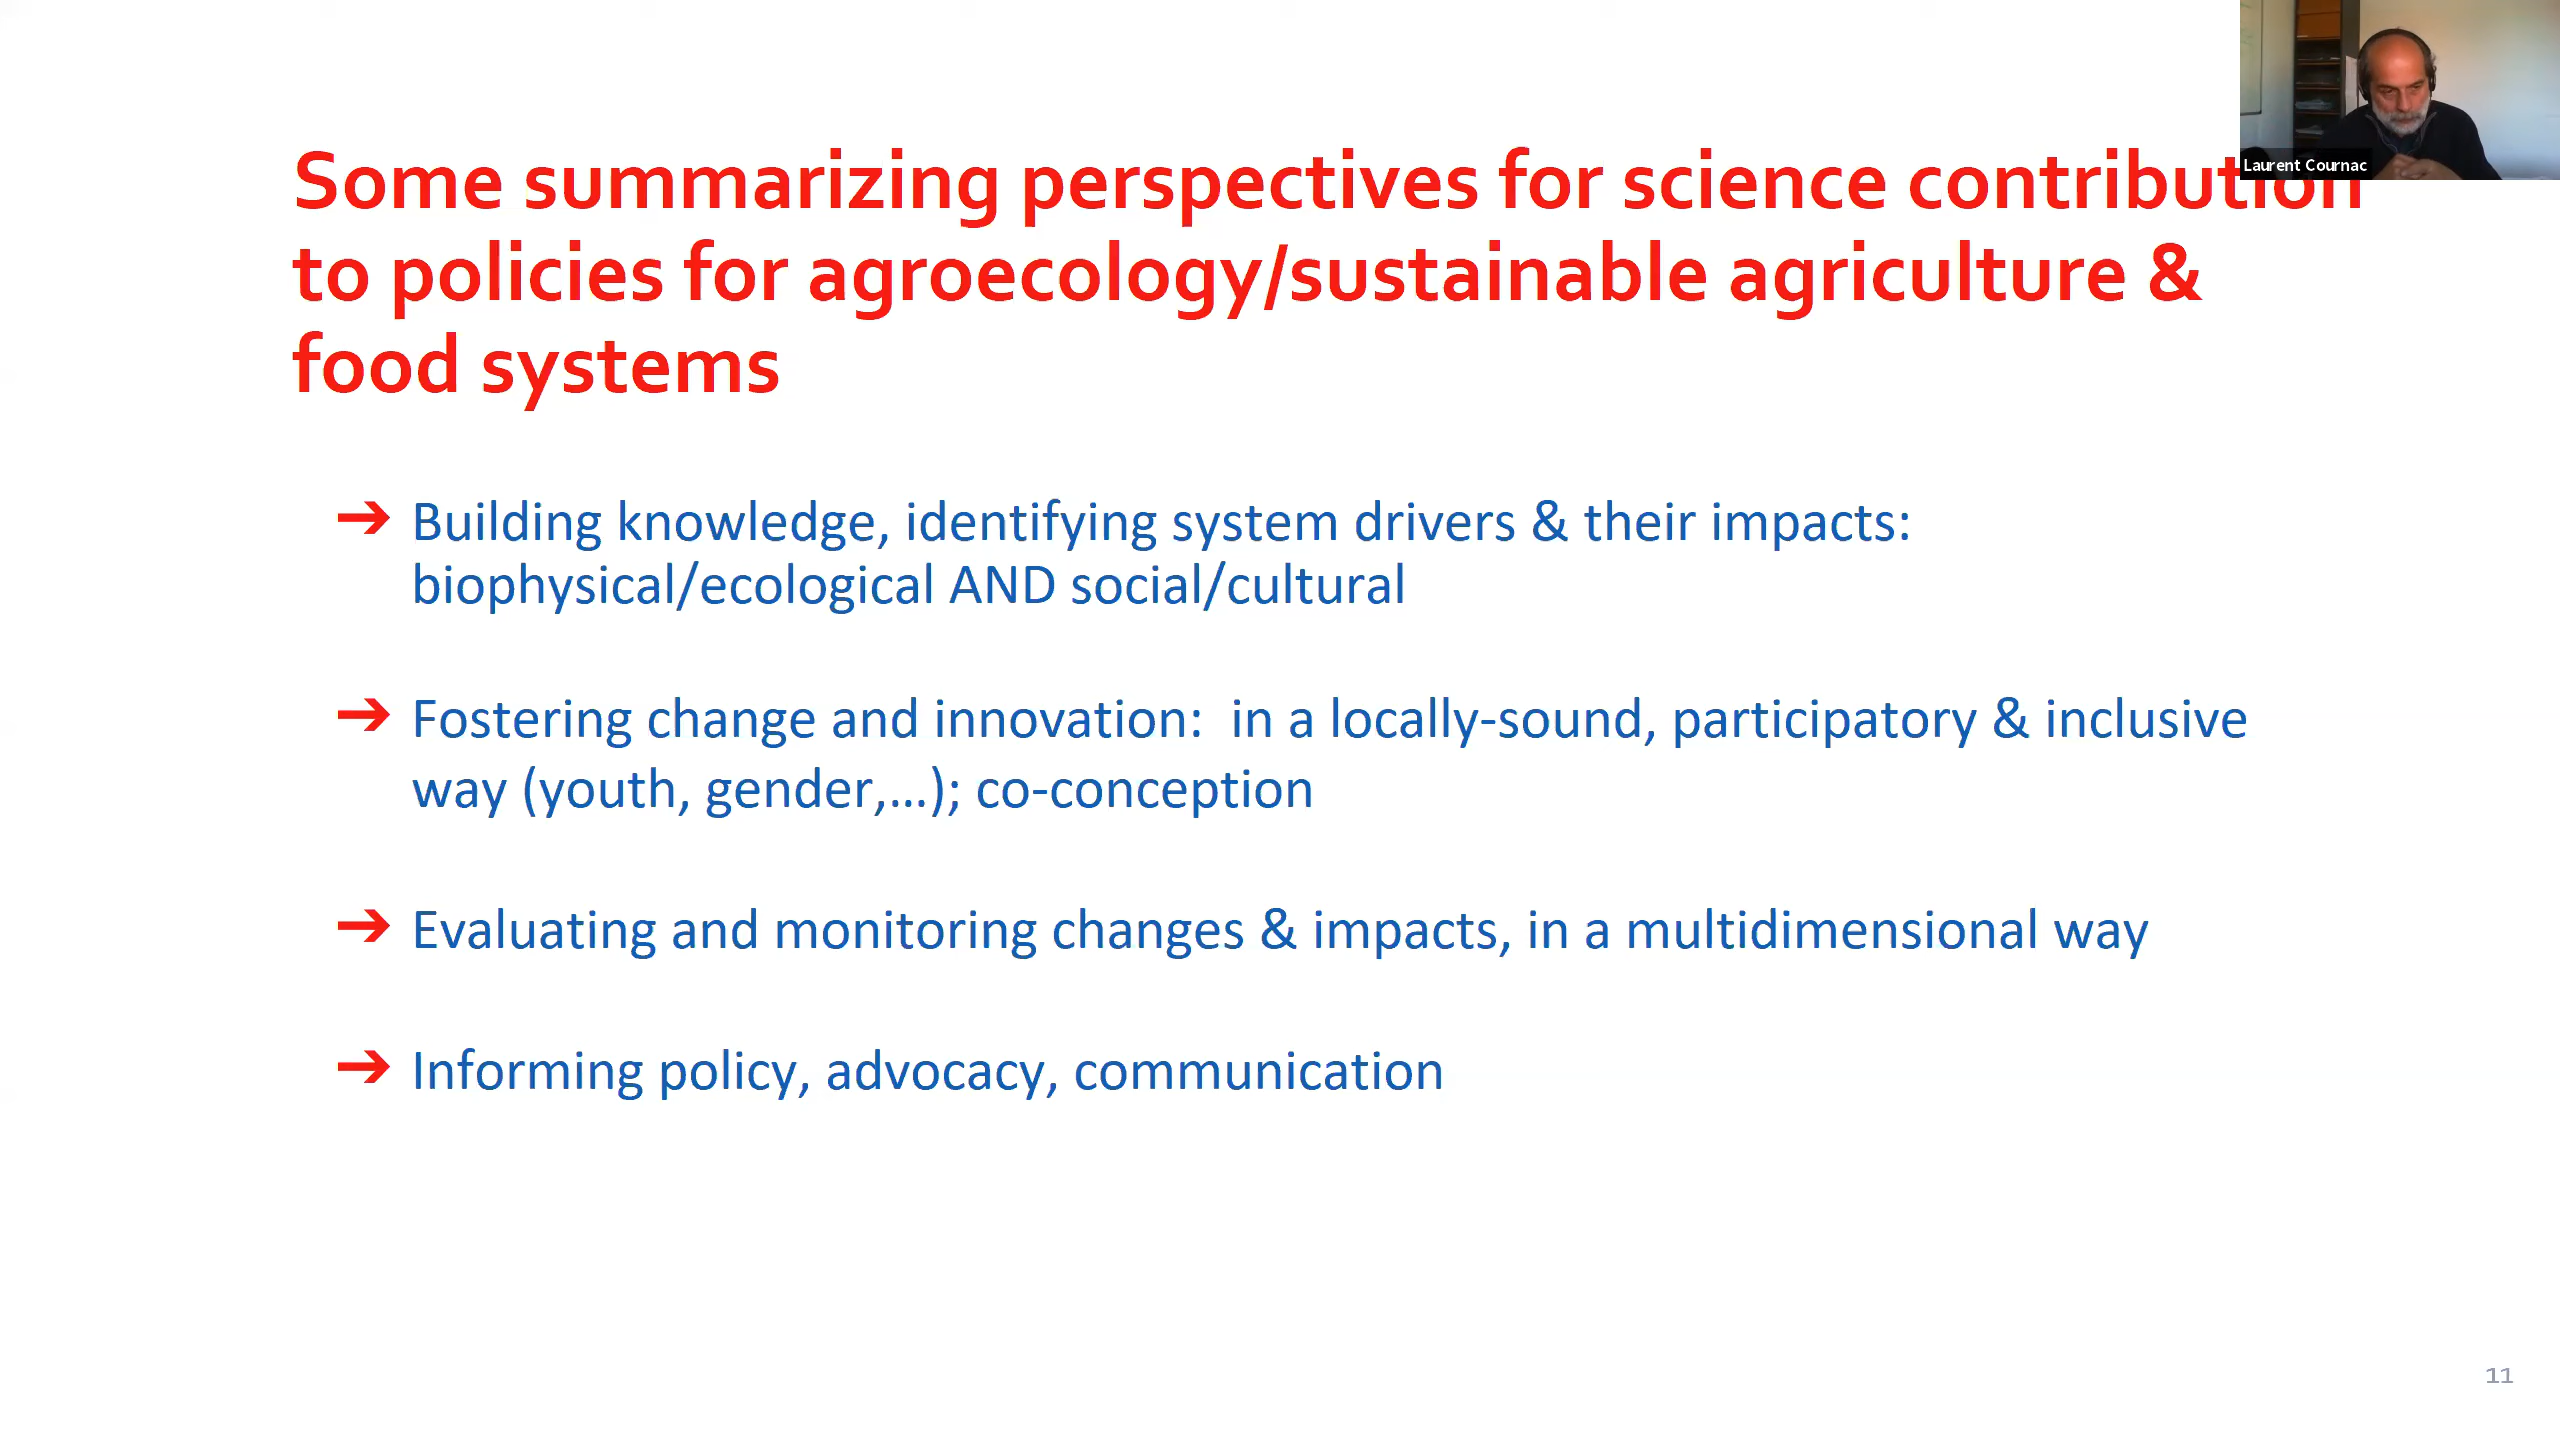 Laurent Cournac
Some summarizing perspectives for science contribution
to policies for agroecology/sustainable agriculture &
food systems
➔ Building knowledge, identifying system drivers & their impacts:
biophysical/ecological AND social/cultural
➔ Fostering change and innovation:  in a locally-sound, participatory & inclusive
way (youth, gender,...); co-conception
➔ Evaluating and monitoring changes & impacts, in a multidimensional way
➔ Informing policy, advocacy, communication
11